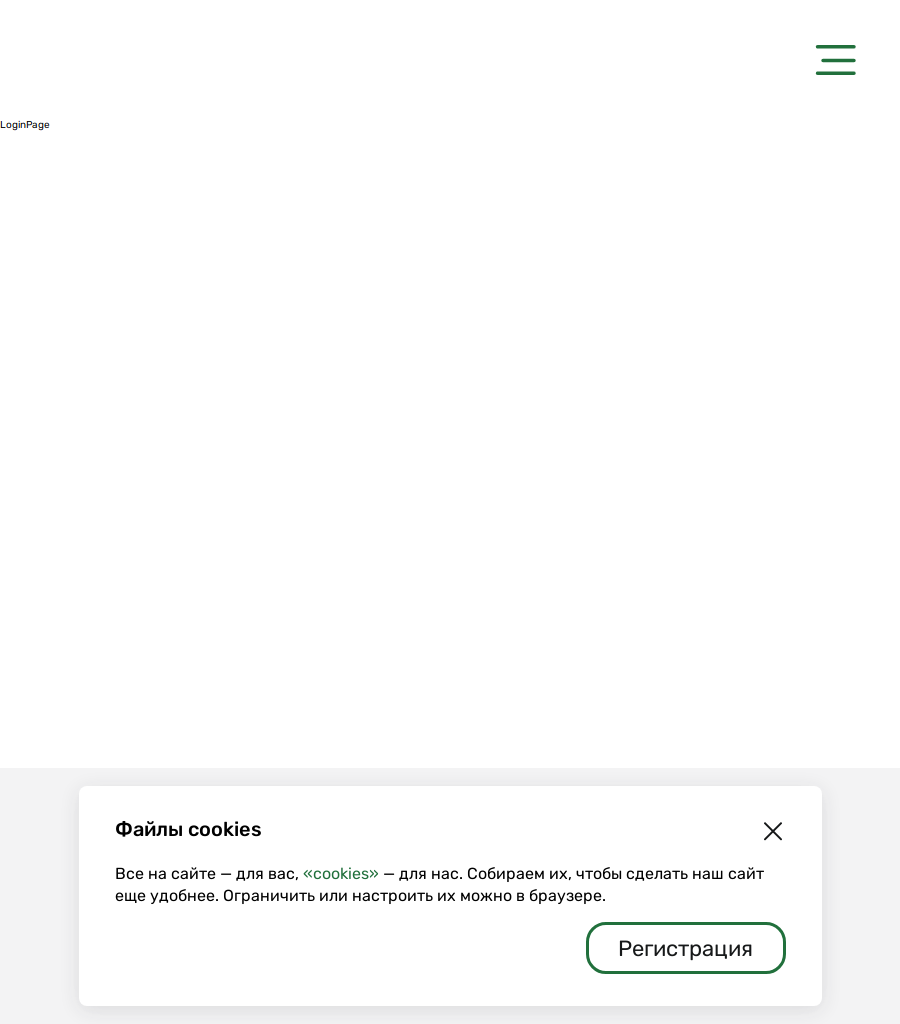 LoginPage
Файлы cookies
Все на сайте — для вас, «cookies» — для нас. Собираем их, чтобы сделать наш сайт
еще удобнее. Ограничить или настроить их можно в браузере.
Регистрация